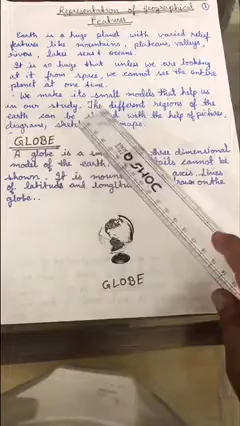 Representation of Geographical ①
Features
Earth is a huge planet with varied relief
features like mountains, plateaus, valleys,
rivers, lakes seas & oceans.
It is so huge that unless we are looking
at it from space, we cannot see the entire
planet at one time.
We make its small models that help us
in our study. The different regions of the
earth can be with the help of pictures,
diagrams, maps.
GLOBE
A globe is a three dimensional
model of the earth. cannot be
shown. It is axis. Lines
of latitude and on the
globe..
GLOBE